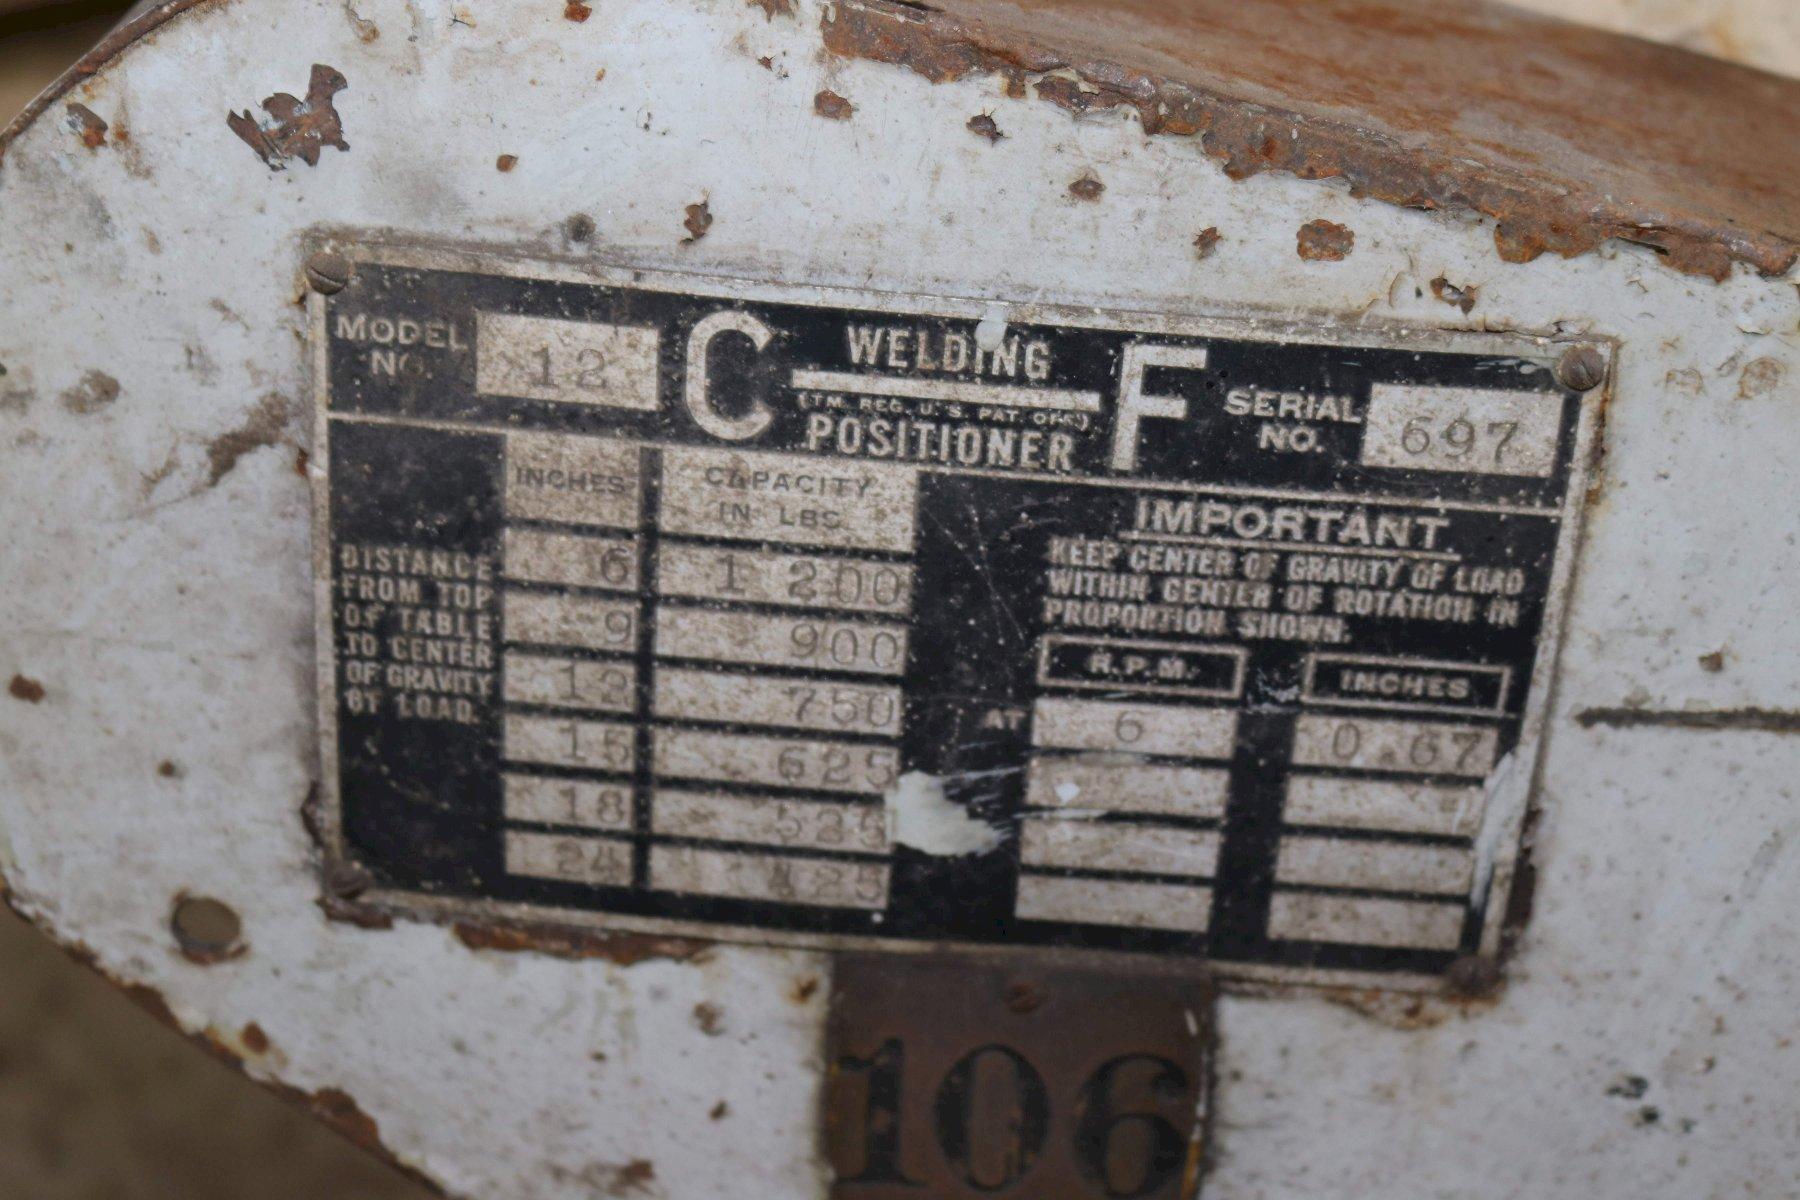 MODEL NO. 12
C WELDING F
(TM. REG. U.S. PAT. OFF.)
POSITIONER
SERIAL NO. 697
INCHES CAPACITY IN LBS.
DISTANCE
FROM TOP
OF TABLE
TO CENTER
OF GRAVITY
OF LOAD.
6 1 200
9 900
12 750
15 625
18 525
24 425
IMPORTANT
KEEP CENTER OF GRAVITY OF LOAD
WITHIN CENTER OF ROTATION IN
PROPORTION SHOWN.
R.P.M. INCHES
AT 6 0.67
106